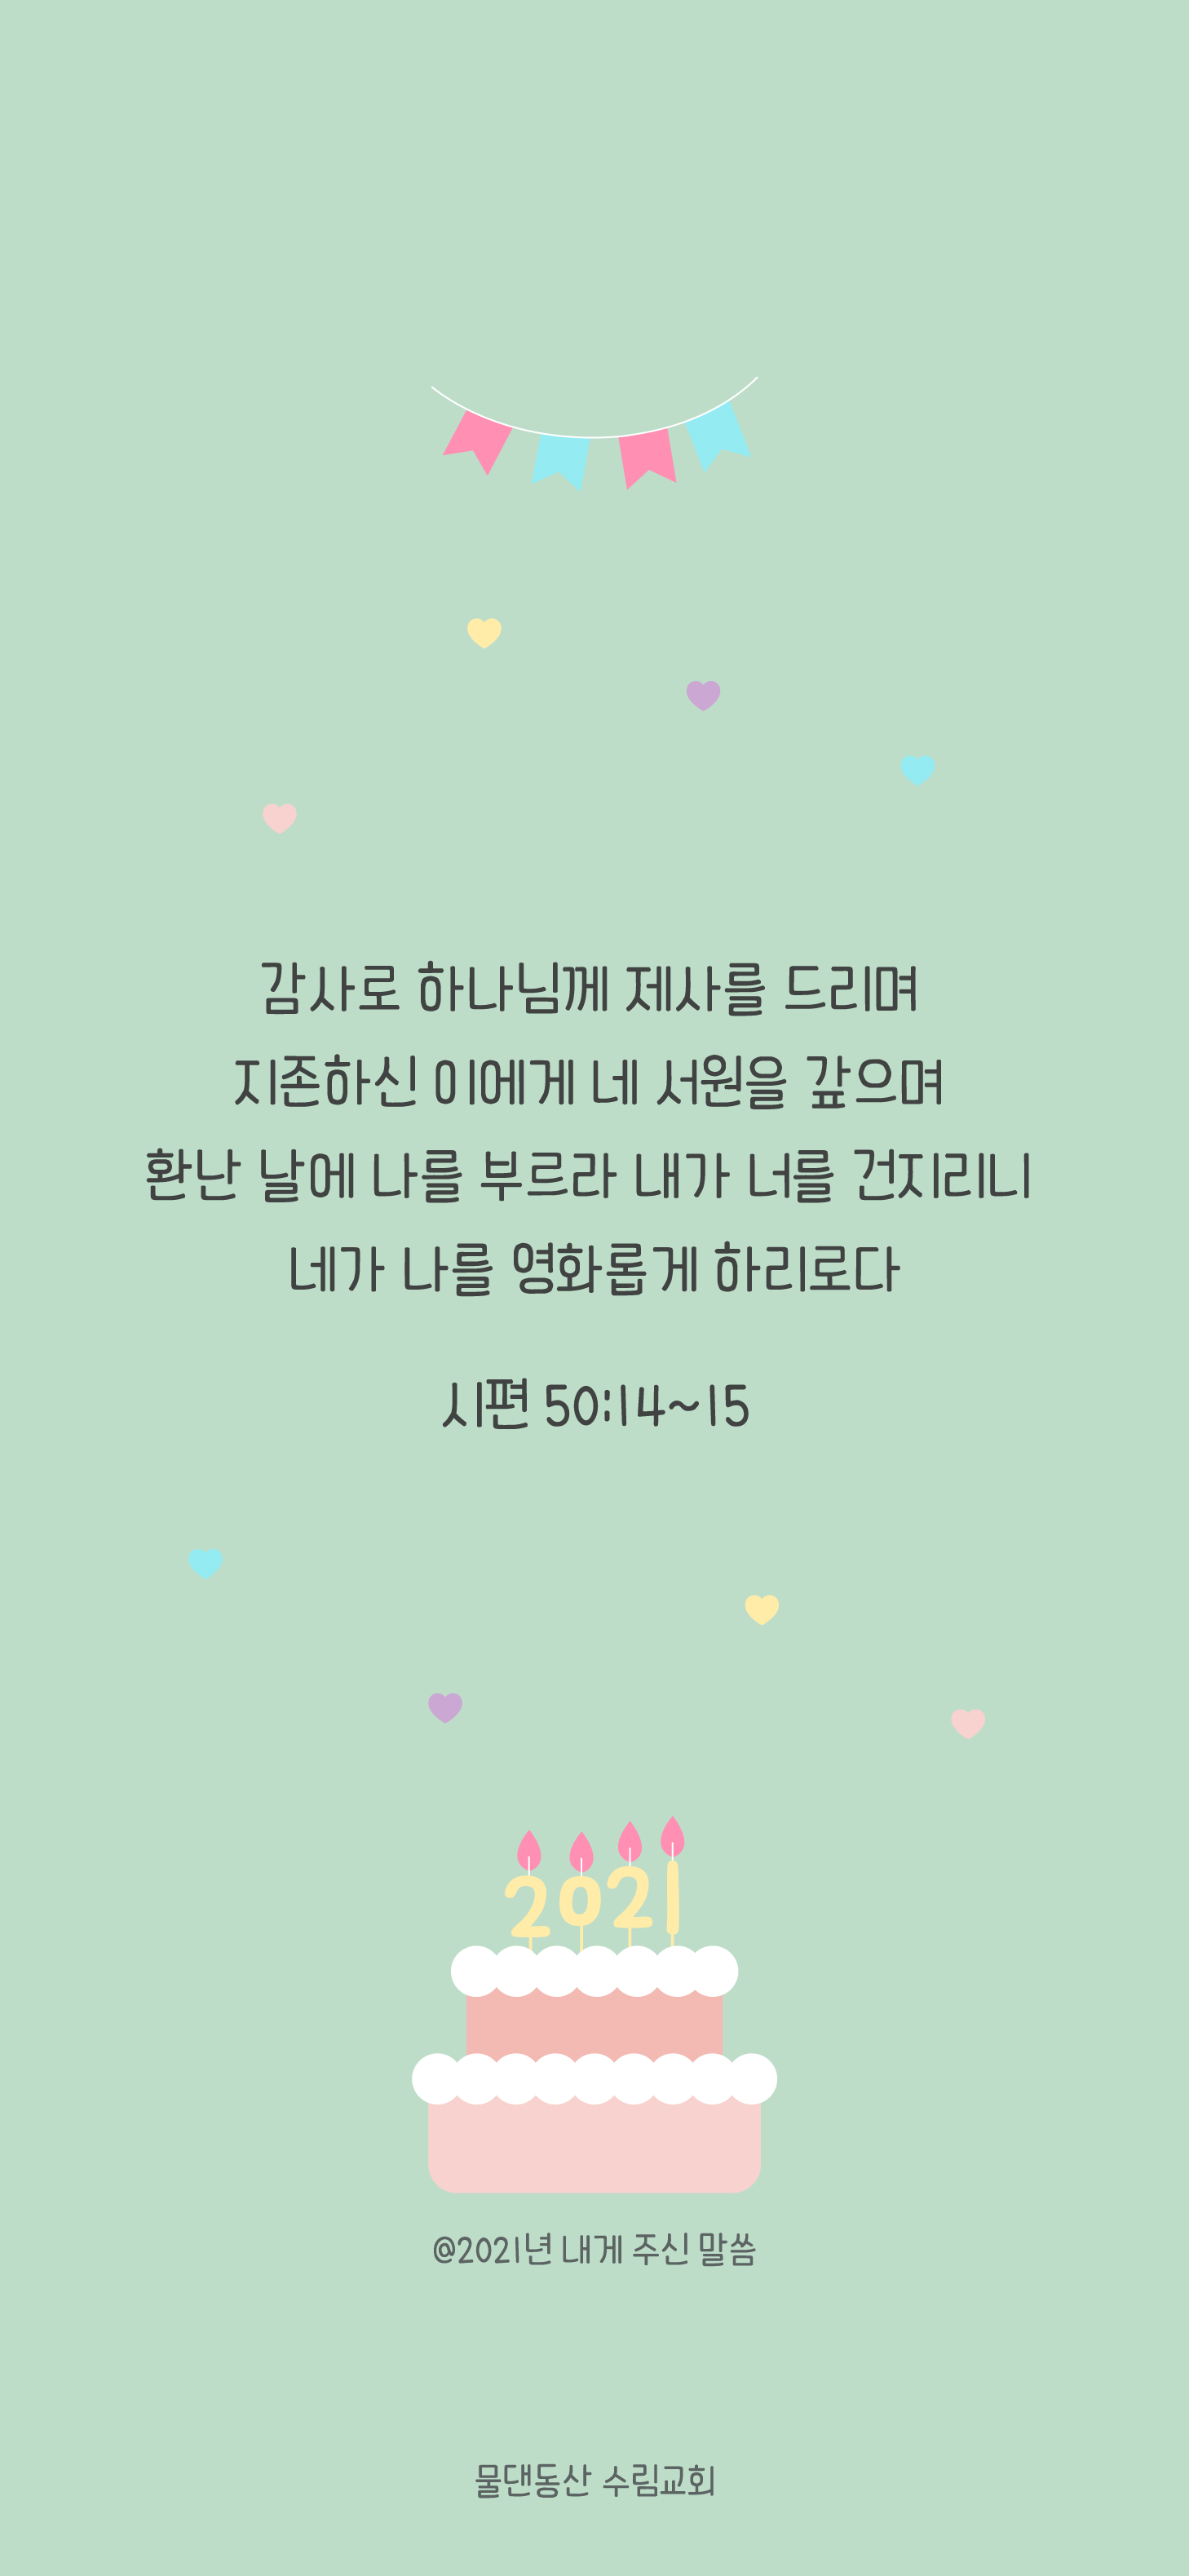 감사로 하나님께 제사를 드리며
지존하신 이에게 네 서원을 갚으며
환난 날에 나를 부르라 내가 너를 건지리니
네가 나를 영화롭게 하리로다
시편 50:14~15
2021
@2021년 내게 주신 말씀
물댄동산 수림교회